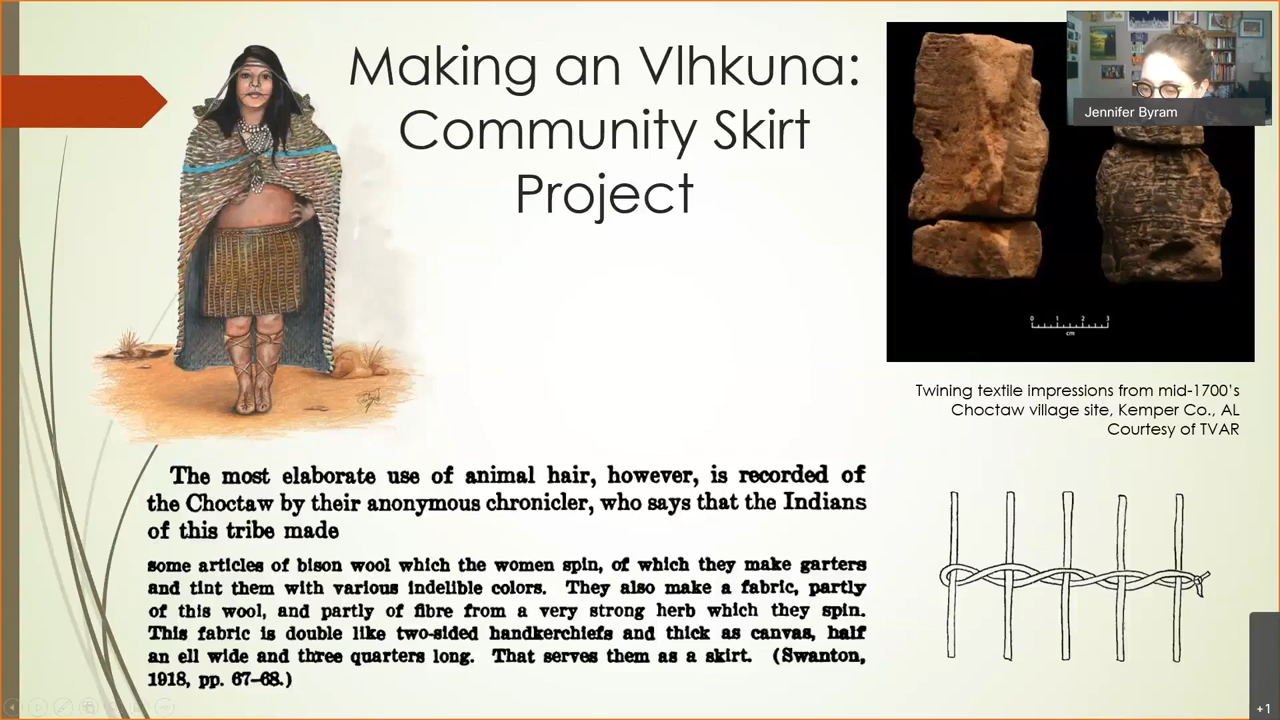 Making an Vlhkuna:
Community Skirt
Project
Jennifer Byram
0 1 2 3
cm
Twining textile impressions from mid-1700's
Choctaw village site, Kemper Co., AL
Courtesy of TVAR
The most elaborate use of animal hair, however, is recorded of
the Choctaw by their anonymous chronicler, who says that the Indians
of this tribe made
some articles of bison wool which the women spin, of which they make garters
and tint them with various indelible colors. They also make a fabric, partly
of this wool, and partly of fibre from a very strong herb which they spin.
This fabric is double like two-sided handkerchiefs and thick as canvas, half
an ell wide and three quarters long. That serves them as a skirt. (Swanton,
1918, pp. 67–68.)
+1